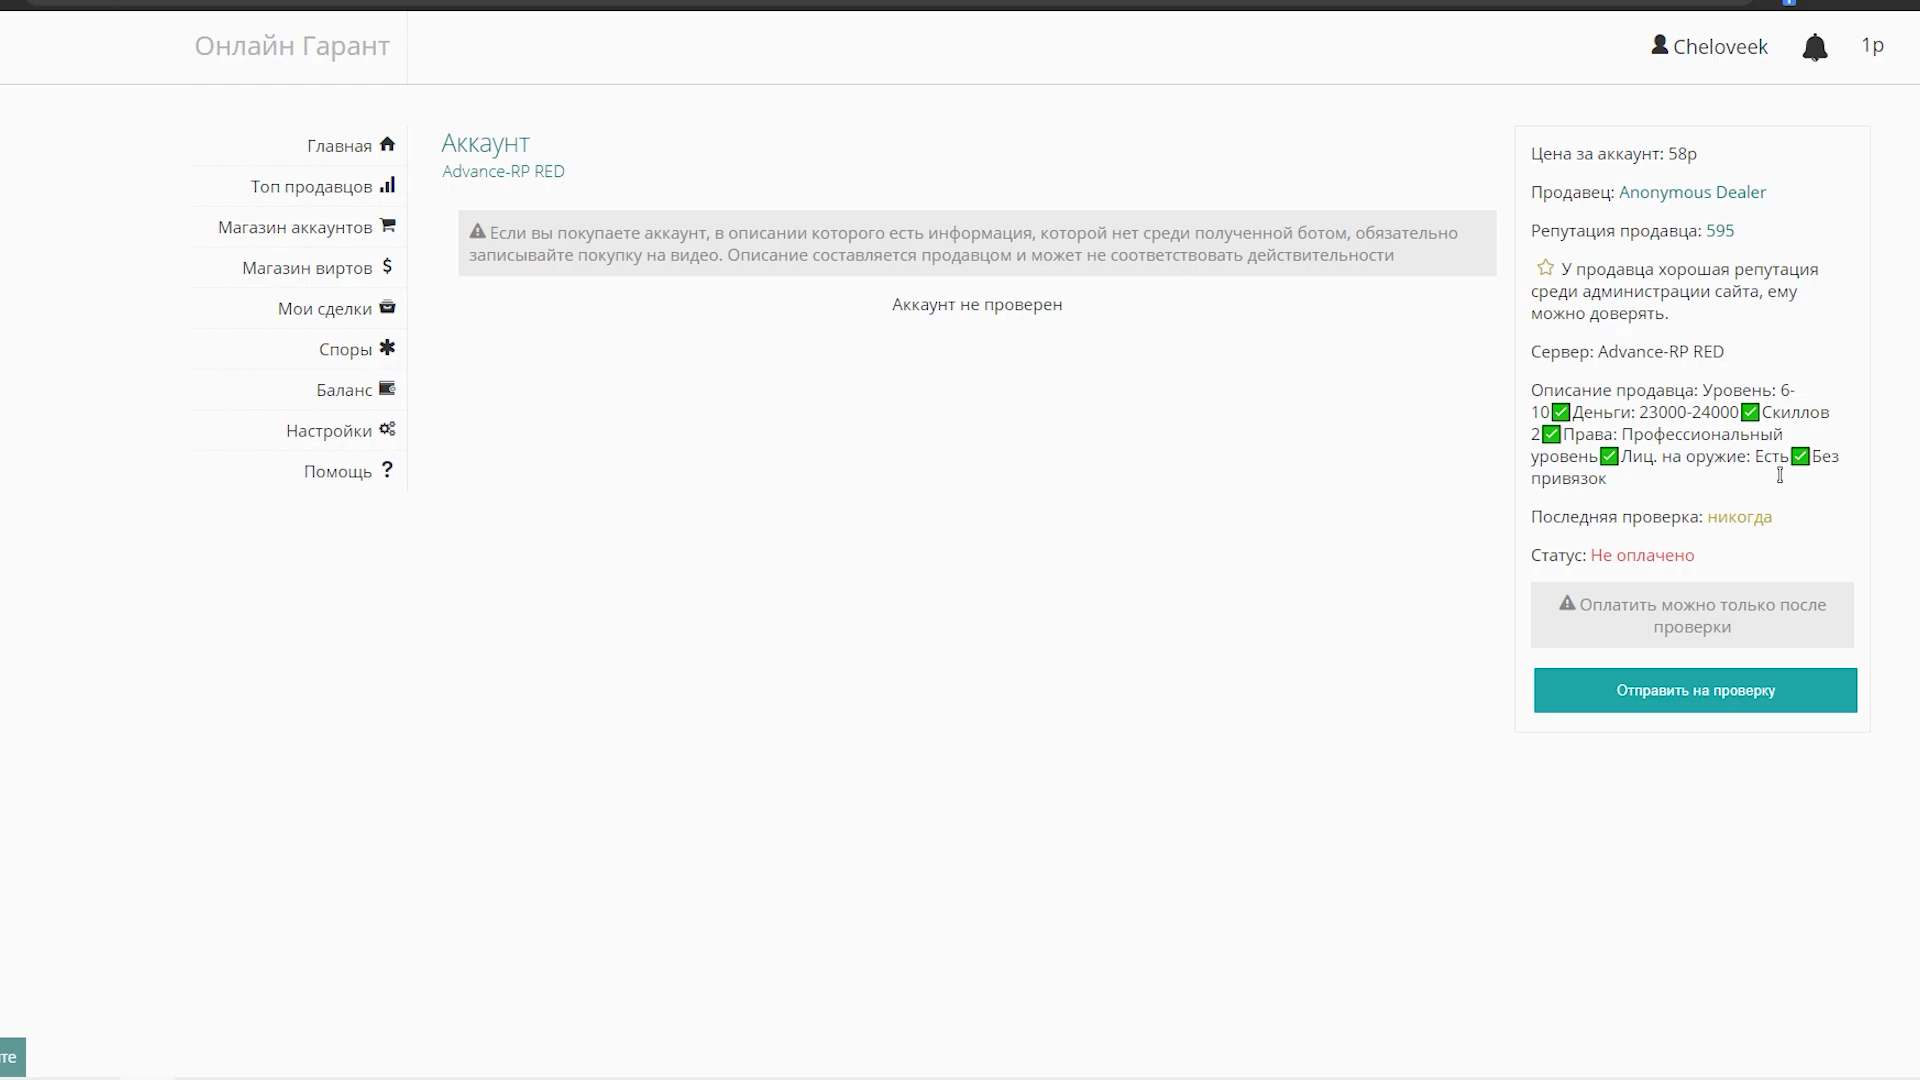 Онлайн Гарант
Cheloveek
1р
Главная
Топ продавцов
Магазин аккаунтов
Магазин виртов
Мои сделки
Споры
Баланс
Настройки
Помощь
Аккаунт
Advance-RP RED
Если вы покупаете аккаунт, в описании которого есть информация, которой нет среди полученной ботом, обязательно
записывайте покупку на видео. Описание составляется продавцом и может не соответствовать действительности
Аккаунт не проверен
Цена за аккаунт: 58р
Продавец: Anonymous Dealer
Репутация продавца: 595
У продавца хорошая репутация
среди администрации сайта, ему
можно доверять.
Сервер: Advance-RP RED
Описание продавца: Уровень: 6-
10✅Деньги: 23000-24000✅Скиллов
2✅Права: Профессиональный
уровень✅Лиц. на оружие: Есть✅Без
привязок
Последняя проверка: никогда
Статус: Не оплачено
Оплатить можно только после
проверки
Отправить на проверку